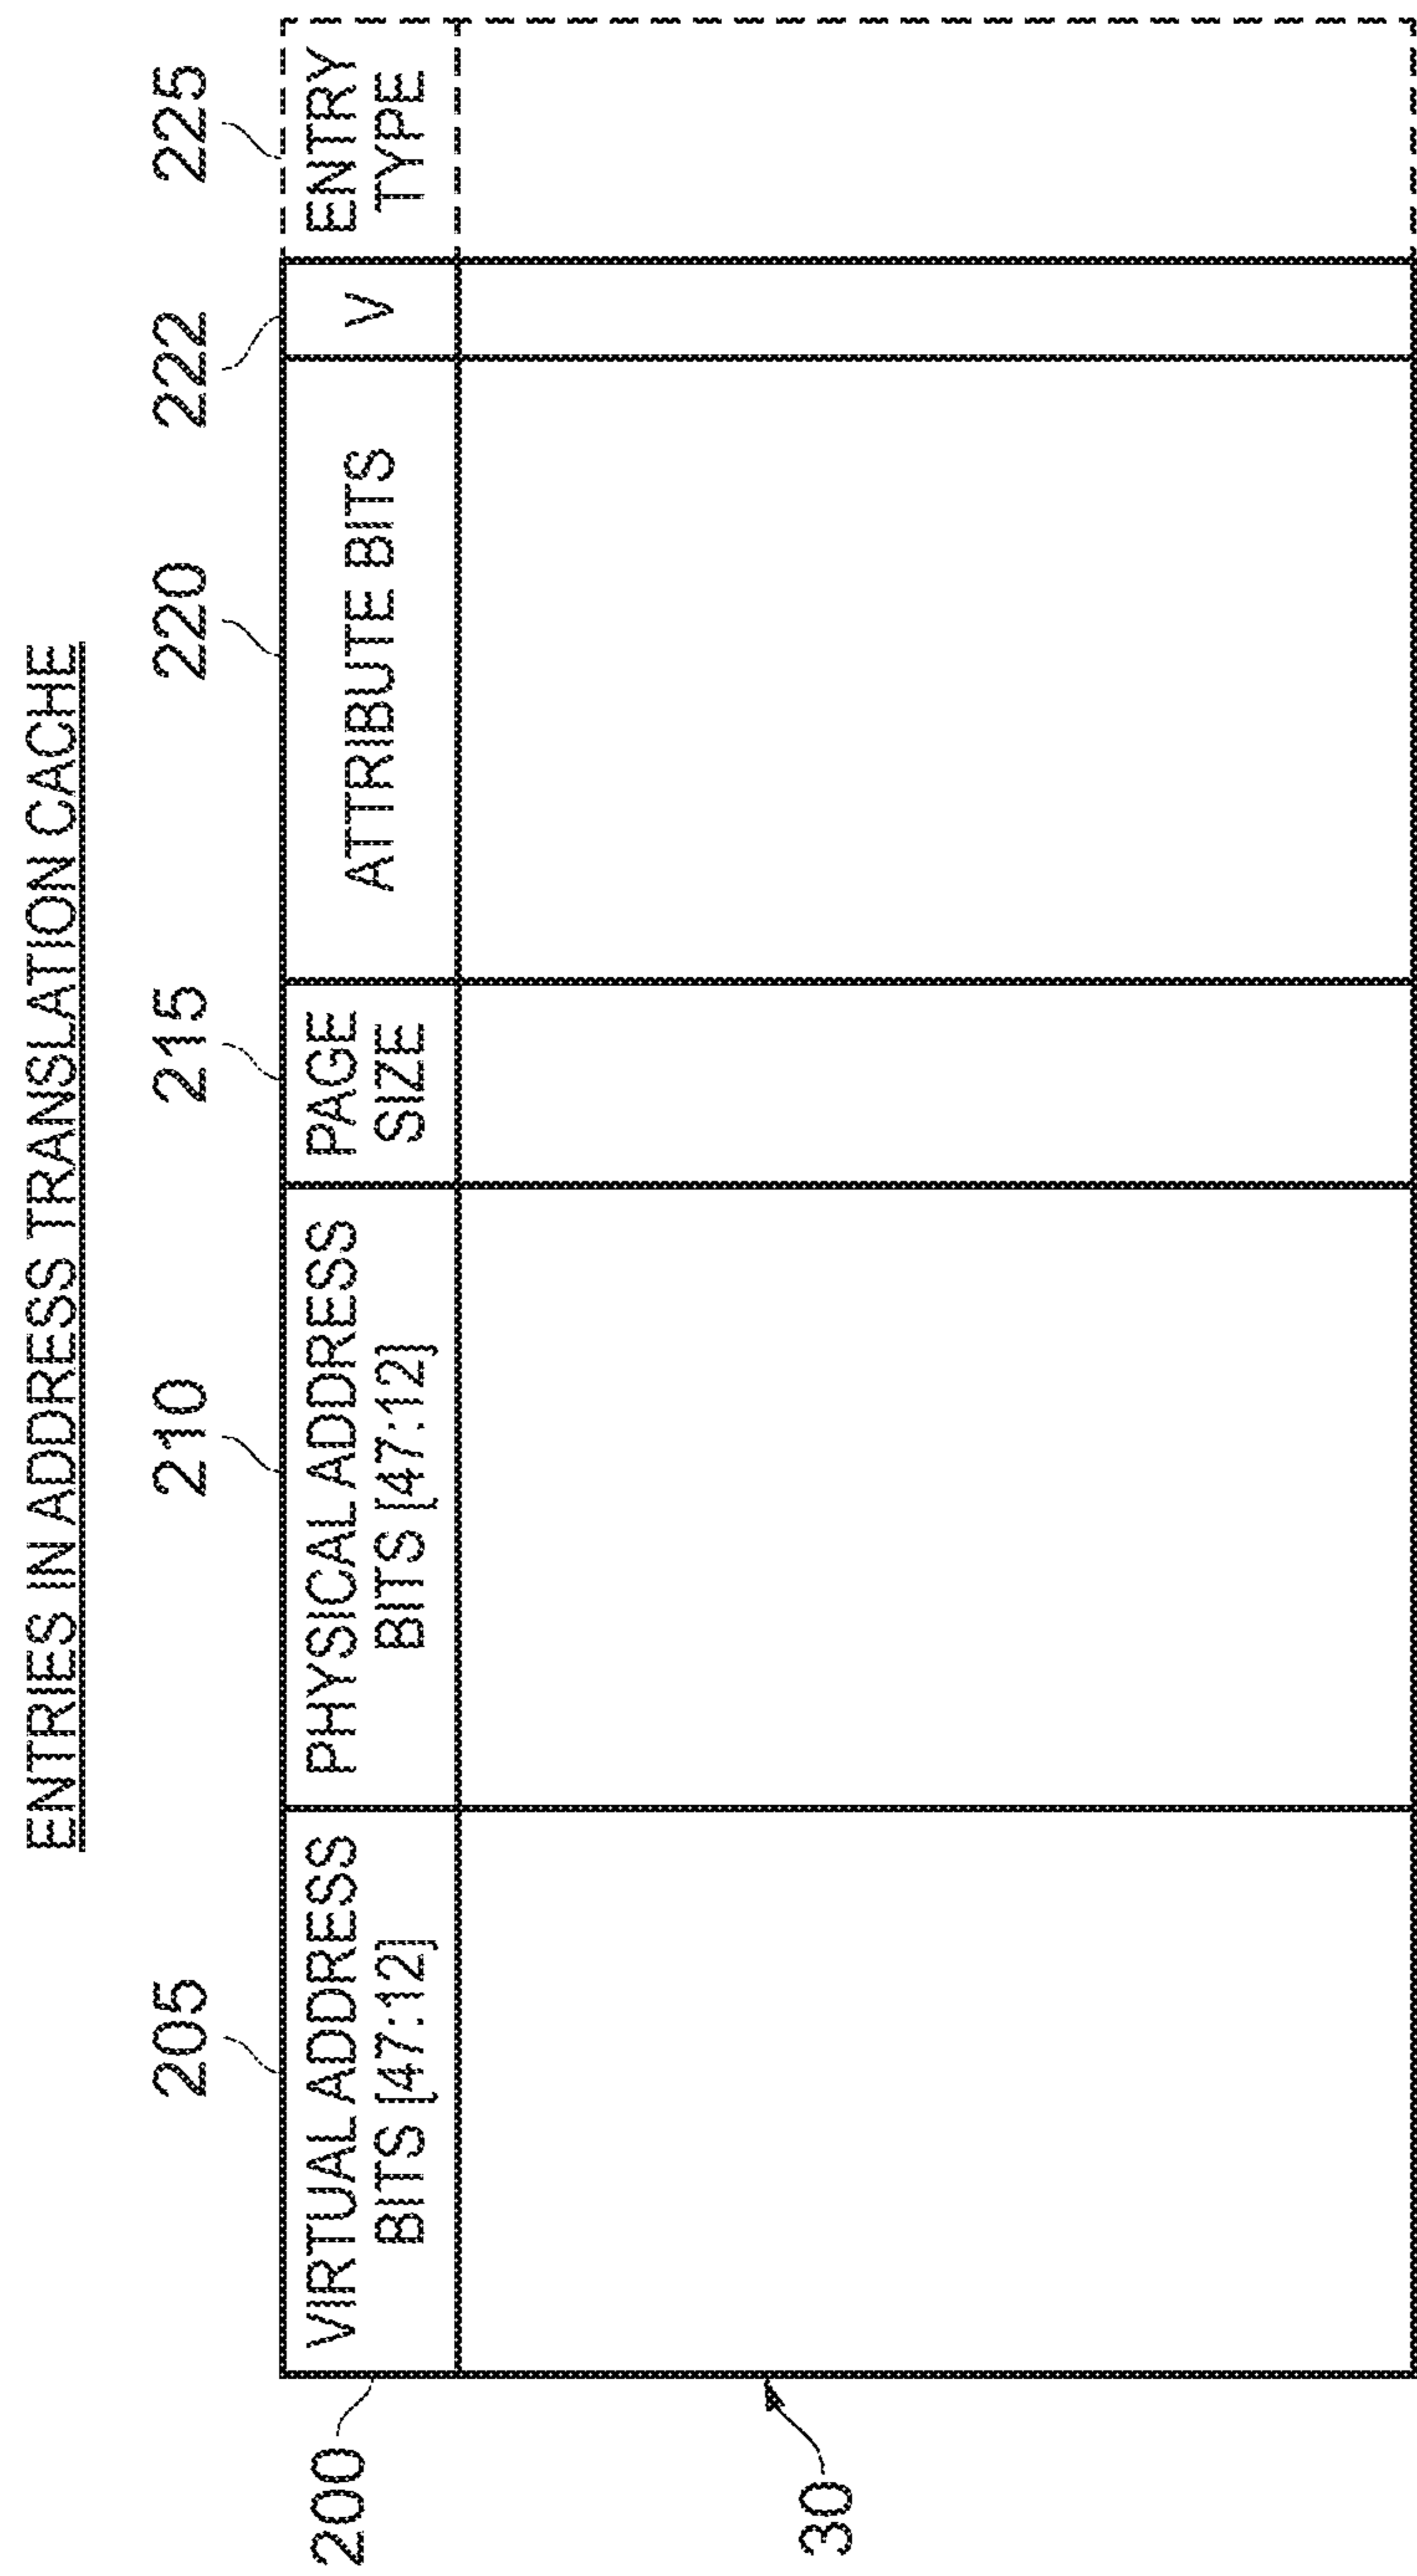 ENTRIES IN ADDRESS TRANSLATION CACHE
205
210
215
220
222
225
200
VIRTUAL ADDRESS
BITS [47:12]
PHYSICAL ADDRESS
BITS [47:12]
PAGE
SIZE
ATTRIBUTE BITS
V
ENTRY
TYPE
30